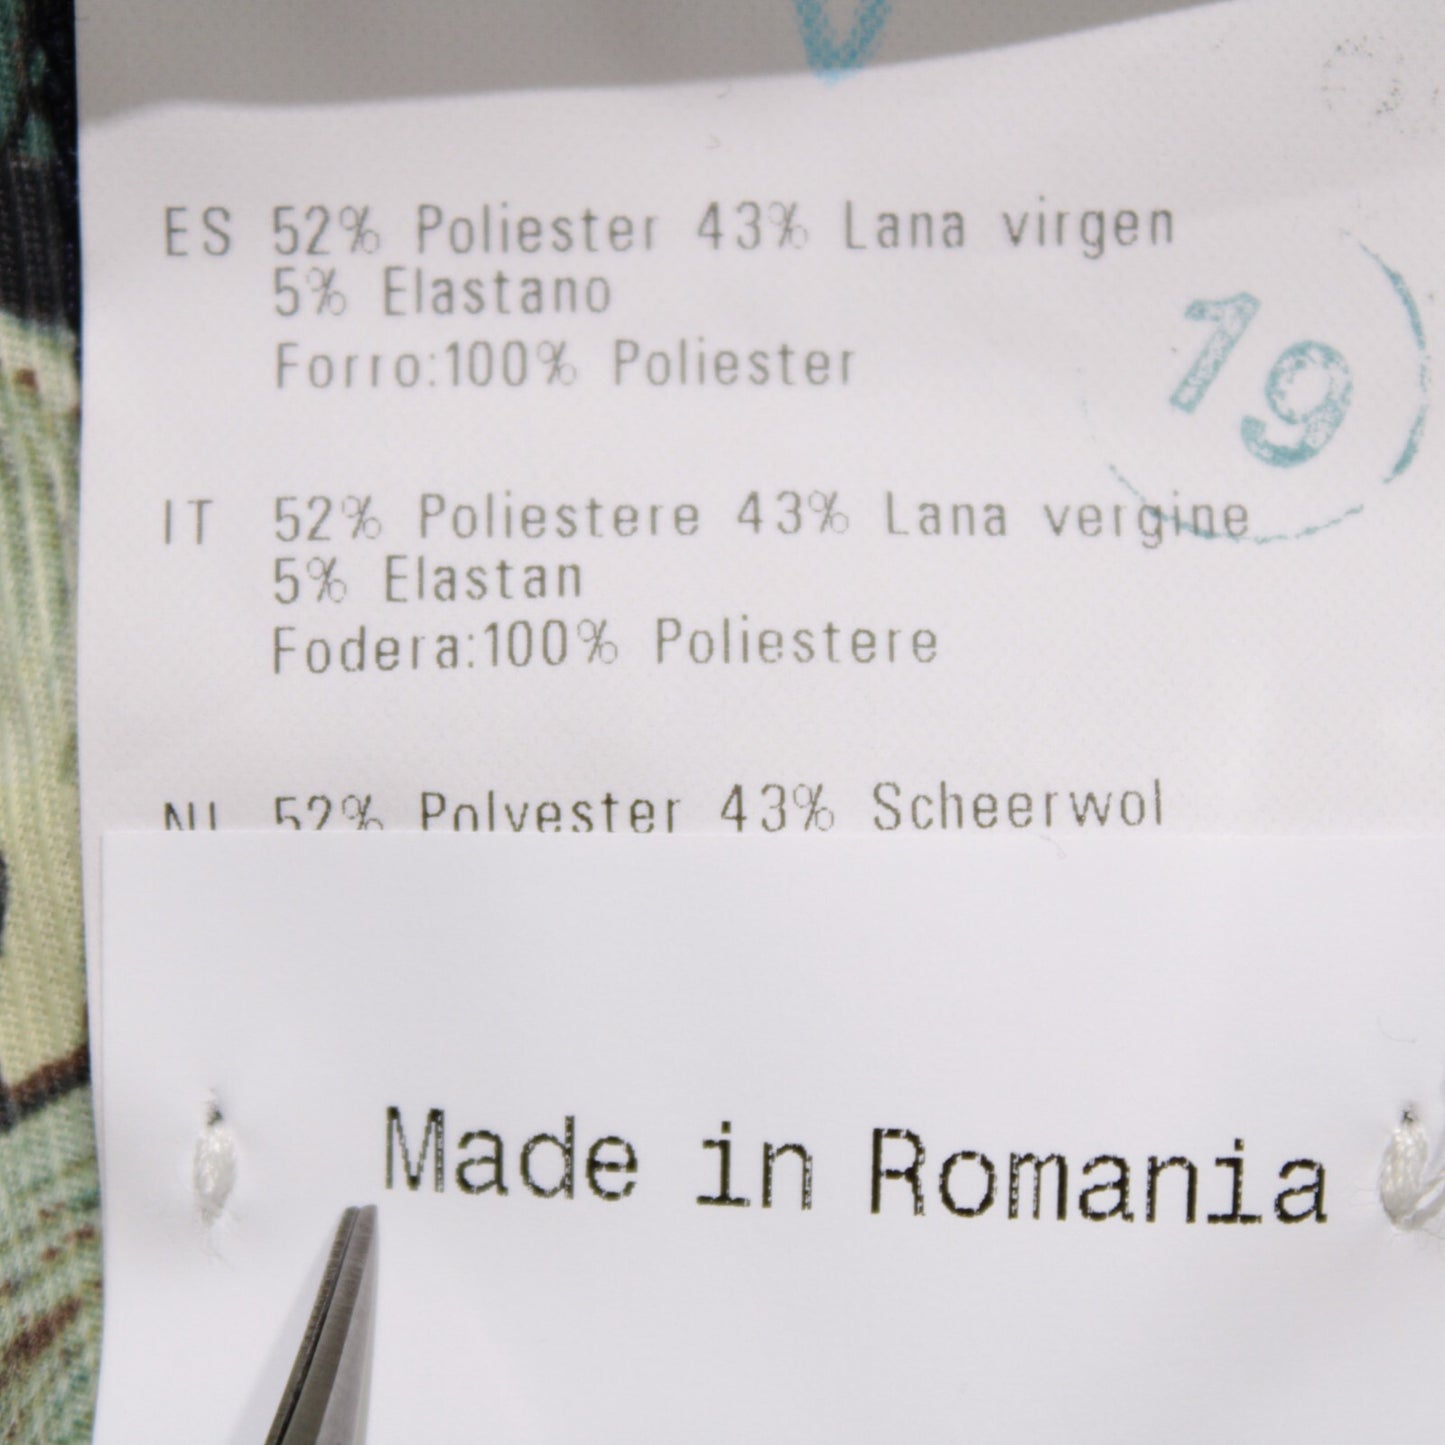 ES 52% Poliester 43% Lana virgen
5% Elastano
Forro:100% Poliester
19
IT 52% Poliestere 43% Lana vergine
5% Elastan
Fodera:100% Poliestere
NL 52% Polyester 43% Scheerwol
Made in Romania